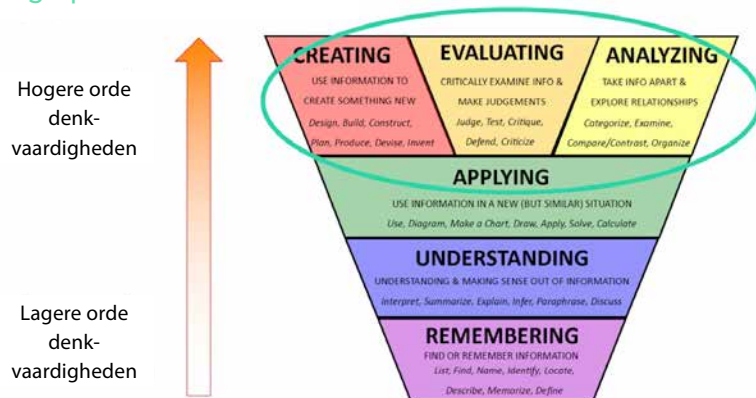 Hogere orde
denk-
vaardigheden
Lagere orde
denk-
vaardigheden
CREATING
USE INFORMATION TO
CREATE SOMETHING NEW
Design, Build, Construct,
Plan, Produce, Devise, Invent
EVALUATING
CRITICALLY EXAMINE INFO &
MAKE JUDGEMENTS
Judge, Test, Critique,
Defend, Criticize
ANALYZING
TAKE INFO APART &
EXPLORE RELATIONSHIPS
Categorize, Examine,
Compare/Contrast, Organize
APPLYING
USE INFORMATION IN A NEW (BUT SIMILAR) SITUATION
Use, Diagram, Make a Chart, Draw, Apply, Solve, Calculate
UNDERSTANDING
UNDERSTANDING & MAKING SENSE OUT OF INFORMATION
Interpret, Summarize, Explain, Infer, Paraphrase, Discuss
REMEMBERING
FIND OR REMEMBER INFORMATION
List, Find, Name, Identify, Locate,
Describe, Memorize, Define